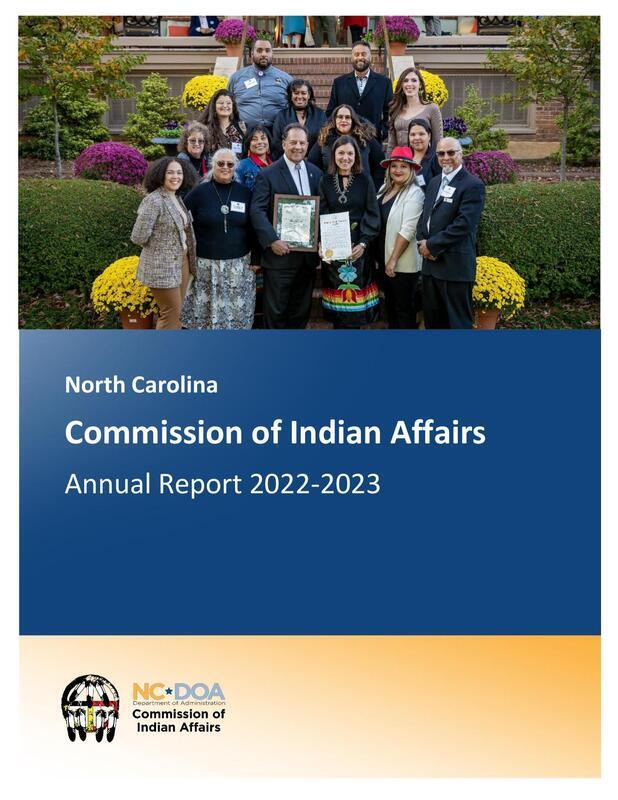 North Carolina
Commission of Indian Affairs
Annual Report 2022-2023
NC★DOA
Department of Administration
Commission of
Indian Affairs